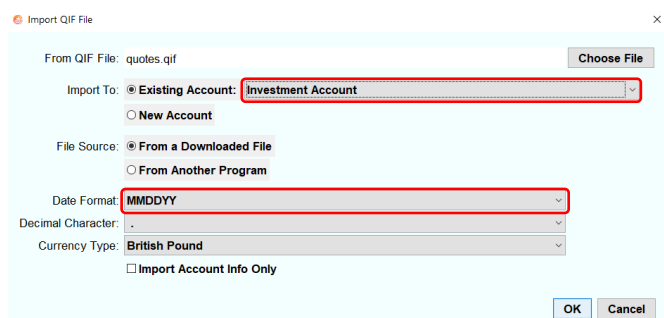 Import QIF File
From QIF File: quotes.qif Choose File
Import To: Existing Account: Investment Account
New Account
File Source: From a Downloaded File
From Another Program
Date Format: MMDDYY
Decimal Character: .
Currency Type: British Pound
Import Account Info Only
OK Cancel